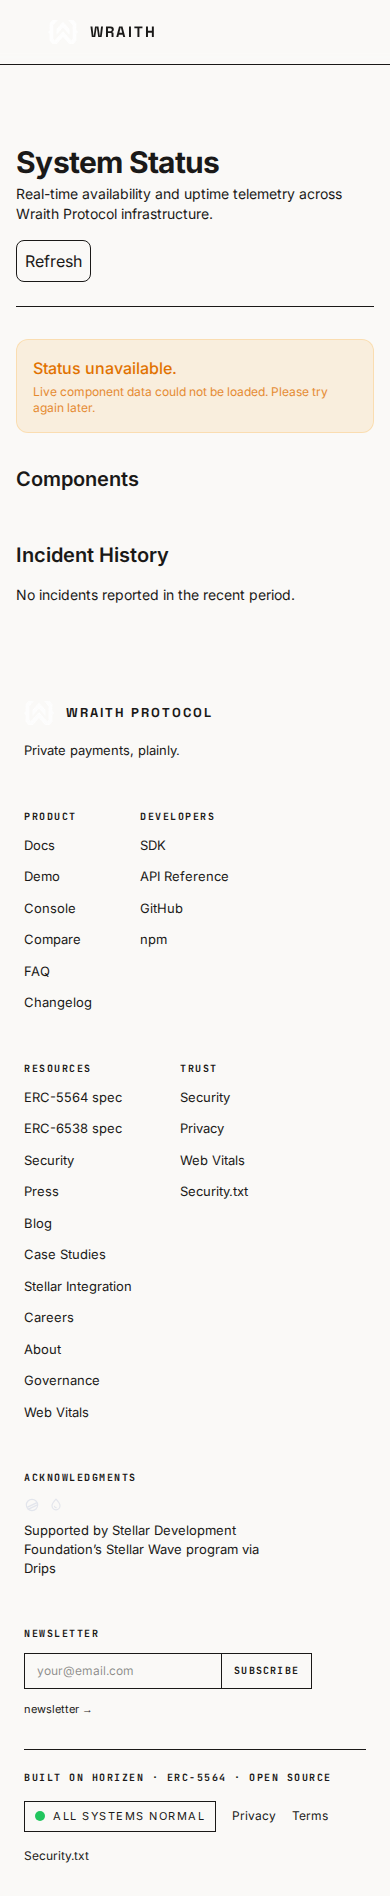 WRAITH
System Status
Real-time availability and uptime telemetry across
Wraith Protocol infrastructure.
Refresh
Status unavailable.
Live component data could not be loaded. Please try
again later.
Components
Incident History
No incidents reported in the recent period.
WRAITH PROTOCOL
Private payments, plainly.
PRODUCT
Docs
Demo
Console
Compare
FAQ
Changelog
DEVELOPERS
SDK
API Reference
GitHub
npm
RESOURCES
ERC-5564 spec
ERC-6538 spec
Security
Press
Blog
Case Studies
Stellar Integration
Careers
About
Governance
Web Vitals
TRUST
Security
Privacy
Web Vitals
Security.txt
ACKNOWLEDGMENTS
Supported by Stellar Development
Foundation’s Stellar Wave program via
Drips
NEWSLETTER
your@email.com SUBSCRIBE
newsletter →
BUILT ON HORIZEN · ERC-5564 · OPEN SOURCE
ALL SYSTEMS NORMAL Privacy Terms
Security.txt